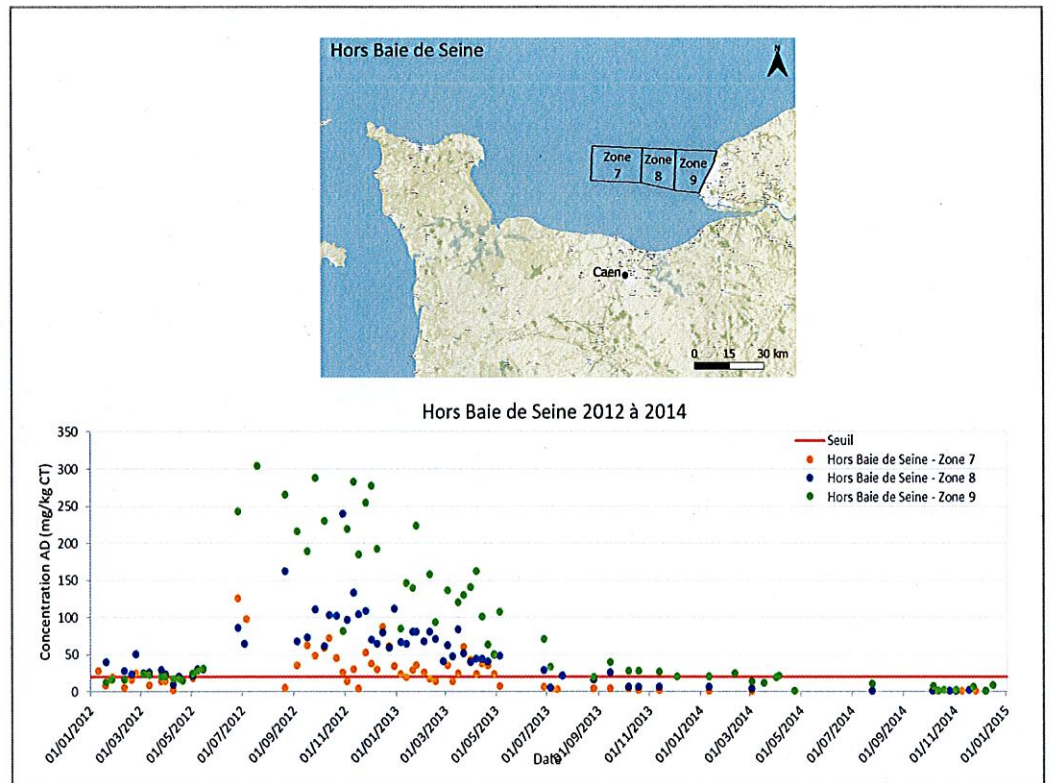 Hors Baie de Seine
Zone 7
Zone 8
Zone 9
Caen
0 15 30 km
Hors Baie de Seine 2012 à 2014
Concentration AD (mg/kg CT)
350
300
250
200
150
100
50
0
Seuil
Hors Baie de Seine - Zone 7
Hors Baie de Seine - Zone 8
Hors Baie de Seine - Zone 9
01/01/2012
01/03/2012
01/05/2012
01/07/2012
01/09/2012
01/11/2012
01/01/2013
01/03/2013
01/05/2013
01/07/2013
01/09/2013
01/11/2013
01/01/2014
01/03/2014
01/05/2014
01/07/2014
01/09/2014
01/11/2014
01/01/2015
Date